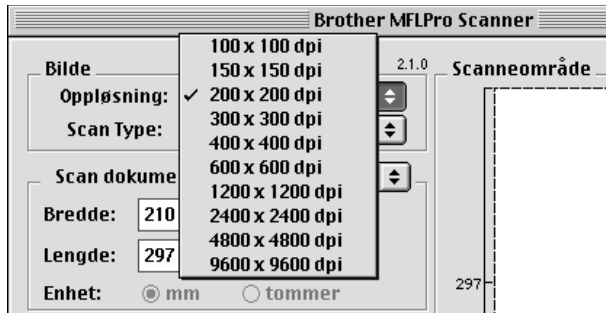 Brother MFLPro Scanner
Bilde
2.1.0
Oppløsning:
✓ 200 x 200 dpi
100 x 100 dpi
150 x 150 dpi
300 x 300 dpi
400 x 400 dpi
600 x 600 dpi
1200 x 1200 dpi
2400 x 2400 dpi
4800 x 4800 dpi
9600 x 9600 dpi
Scan Type:
Scan dokume
Bredde: 210
Lengde: 297
Enhet: mm tommer
Scanneområde
297